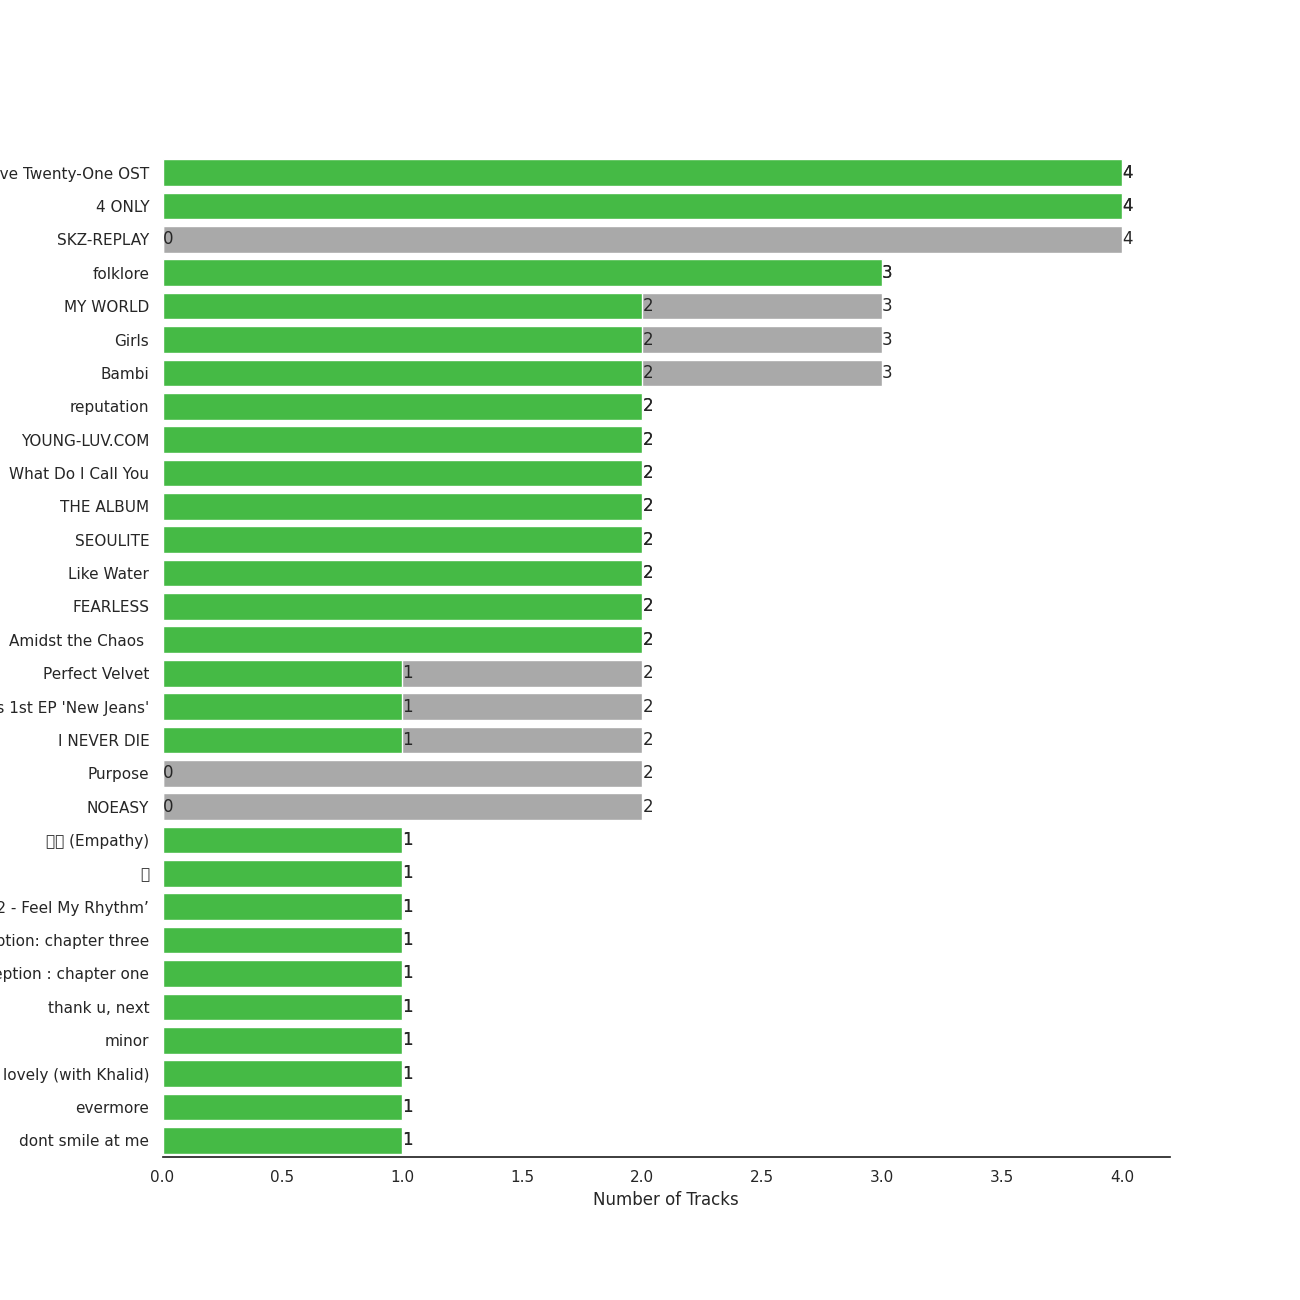 ve Twenty-One OST 4
4 ONLY 4
SKZ-REPLAY 0 4
folklore 3
MY WORLD 2 3
Girls 2 3
Bambi 2 3
reputation 2
YOUNG-LUV.COM 2
What Do I Call You 2
THE ALBUM 2
SEOULITE 2
Like Water 2
FEARLESS 2
Amidst the Chaos 2
Perfect Velvet 1 2
s 1st EP 'New Jeans' 1 2
I NEVER DIE 1 2
Purpose 0 2
NOEASY 0 2
(Empathy) 1
1
2 - Feel My Rhythm’ 1
ption: chapter three 1
eption : chapter one 1
thank u, next 1
minor 1
lovely (with Khalid) 1
evermore 1
dont smile at me 1
0.0 0.5 1.0 1.5 2.0 2.5 3.0 3.5 4.0
Number of Tracks